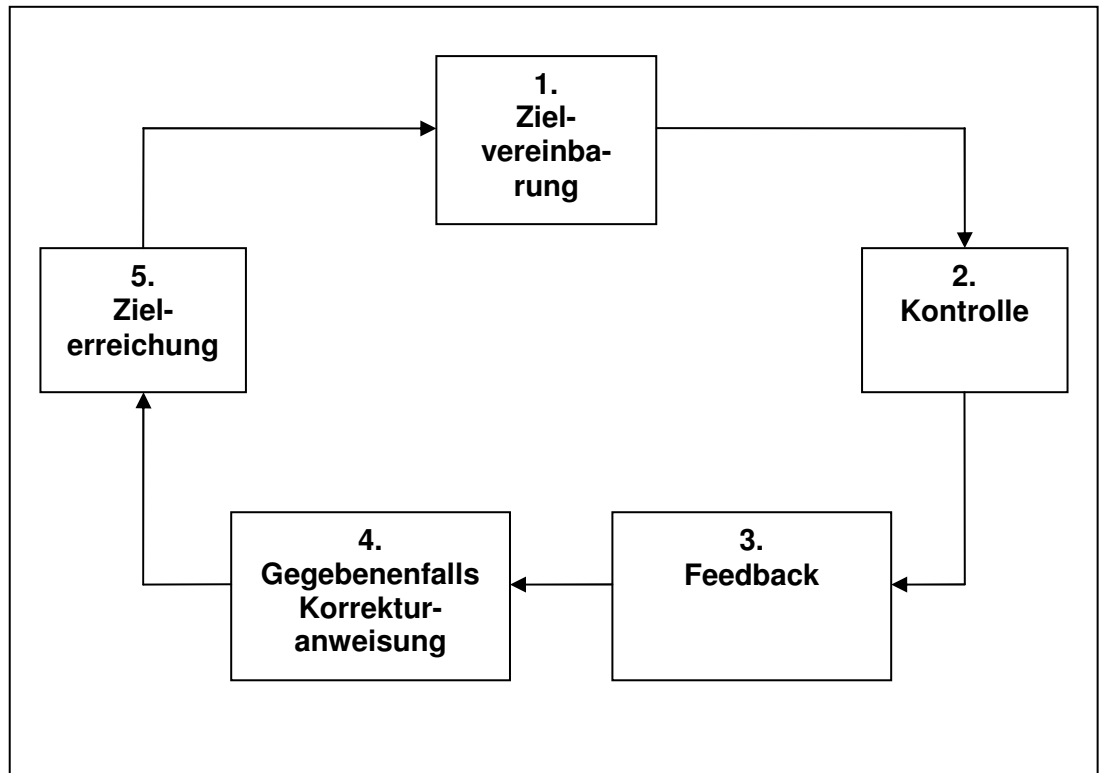 1.
Ziel-
vereinba-
rung
2.
Kontrolle
3.
Feedback
4.
Gegebenenfalls
Korrektur-
anweisung
5.
Ziel-
erreichung